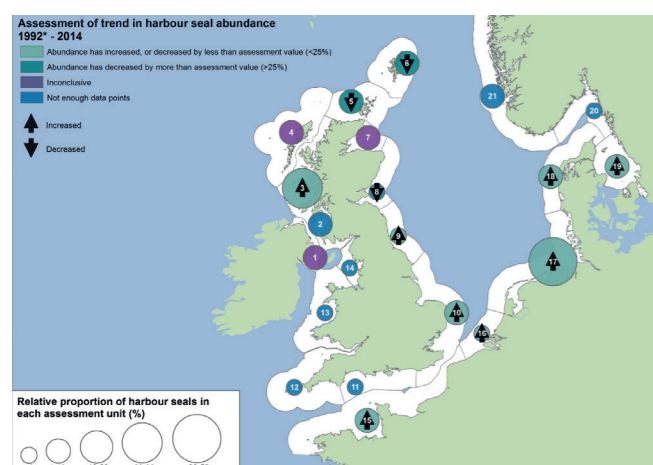 Assessment of trend in harbour seal abundance
1992* - 2014
Abundance has increased, or decreased by less than assessment value (<25%)
Abundance has decreased by more than assessment value (>25%)
Inconclusive
Not enough data points
Increased
Decreased
6
5
21
20
4
7
19
18
3
8
2
9
1
14
17
13
10
16
12
11
15
Relative proportion of harbour seals in
each assessment unit (%)